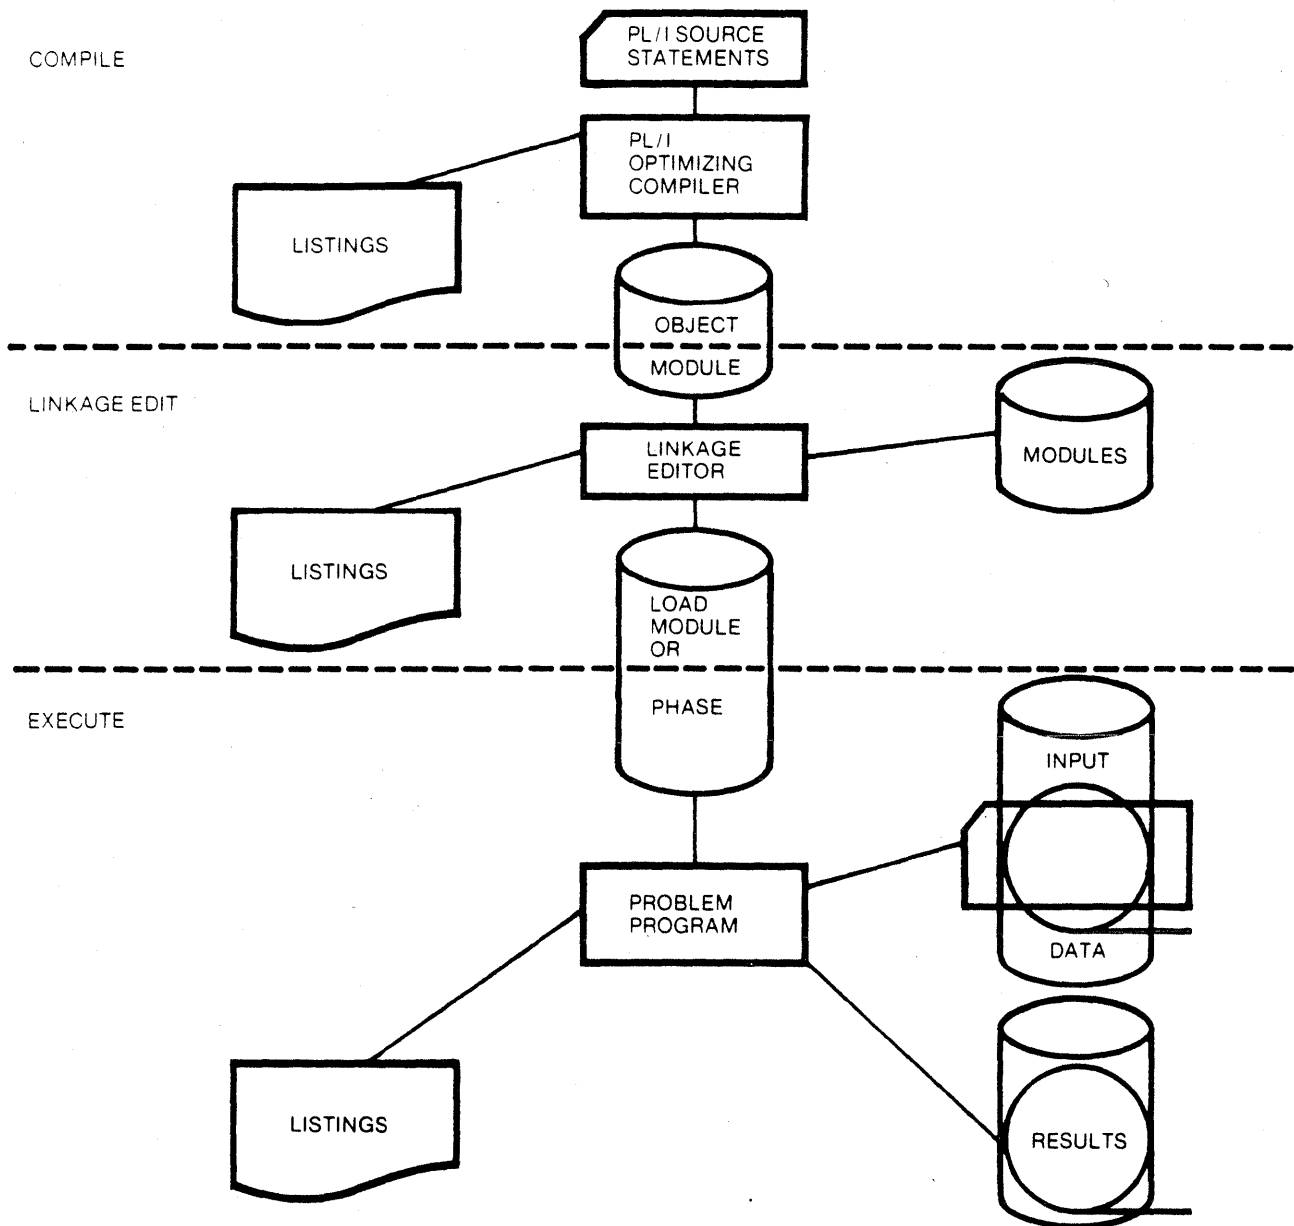 COMPILE
PL/I SOURCE
STATEMENTS
PL/I
OPTIMIZING
COMPILER
LISTINGS
OBJECT
MODULE
LINKAGE EDIT
LINKAGE
EDITOR
MODULES
LISTINGS
LOAD
MODULE
OR
PHASE
EXECUTE
INPUT
DATA
PROBLEM
PROGRAM
LISTINGS
RESULTS